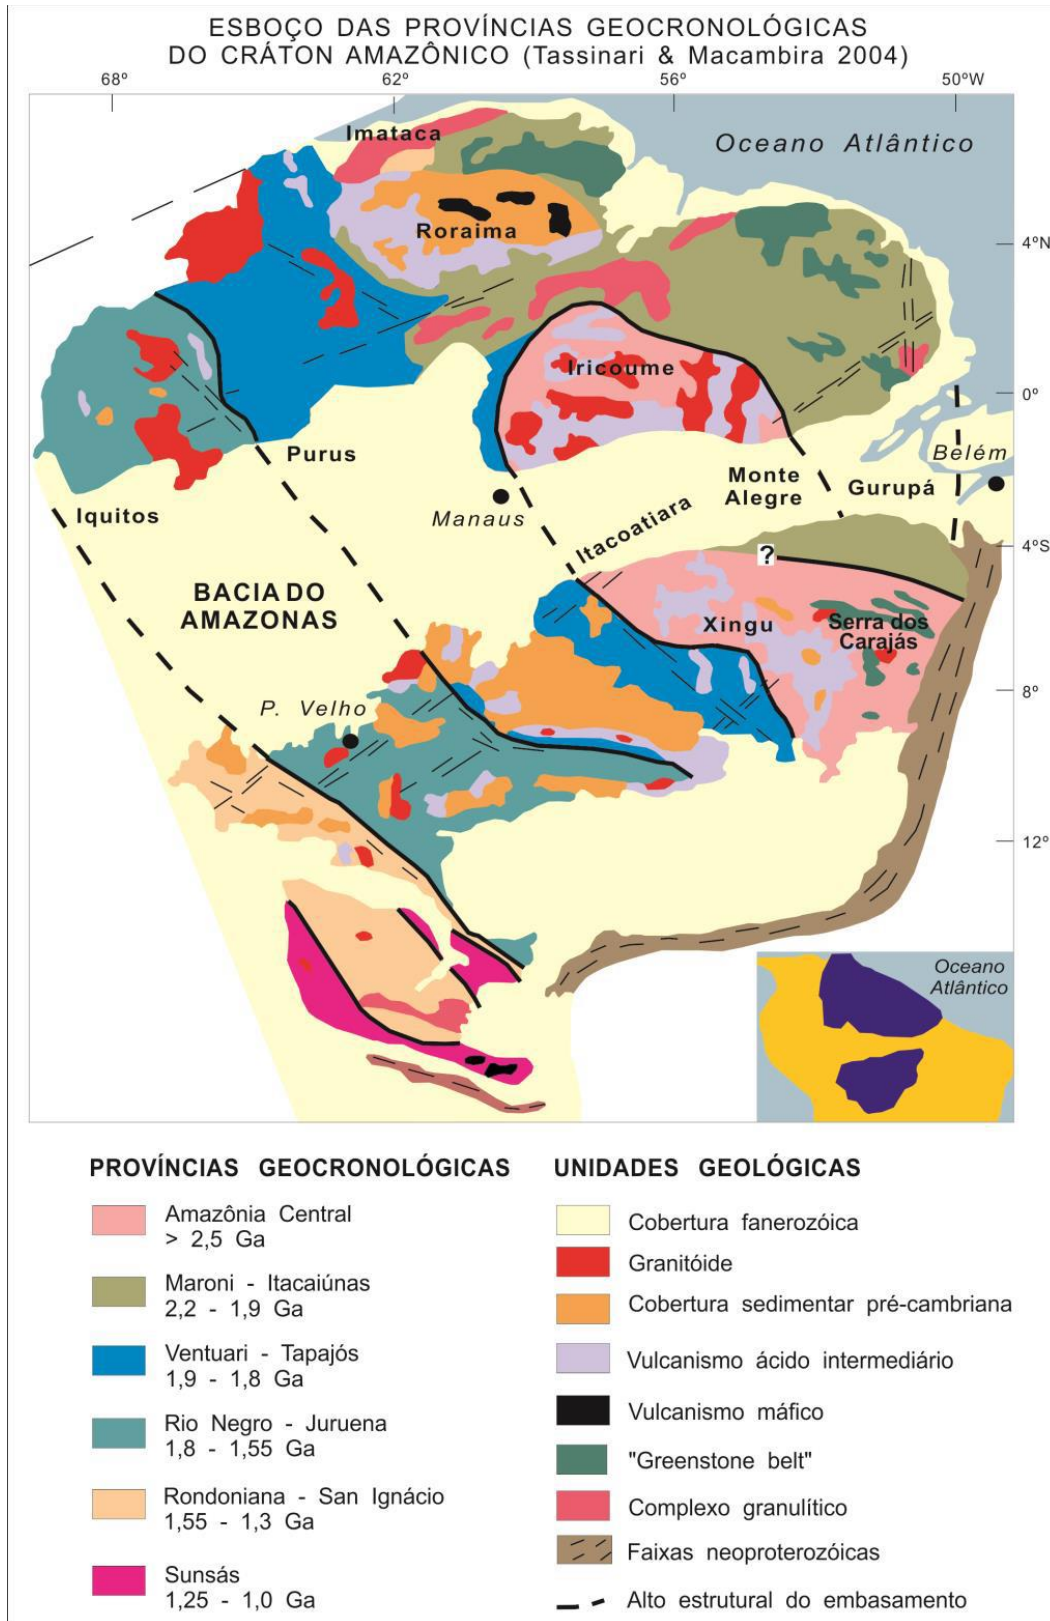 ESBOÇO DAS PROVÍNCIAS GEOCRONOLÓGICAS
DO CRÁTON AMAZÔNICO (Tassinari & Macambira 2004)
68º
62º
56º
50ºW
Imataca
Oceano Atlântico
Roraima
4ºN
Iricoume
0º
Belém
Purus
Monte
Alegre
Gurupá
Iquitos
Manaus
Itacoatiara
4ºS
?
BACIA DO
AMAZONAS
Xingu
Serra dos
Carajás
8º
P. Velho
12º
Oceano
Atlântico
PROVÍNCIAS GEOCRONOLÓGICAS
Amazônia Central
> 2,5 Ga
Maroni - Itacaiúnas
2,2 - 1,9 Ga
Ventuari - Tapajós
1,9 - 1,8 Ga
Rio Negro - Juruena
1,8 - 1,55 Ga
Rondoniana - San Ignácio
1,55 - 1,3 Ga
Sunsás
1,25 - 1,0 Ga
UNIDADES GEOLÓGICAS
Cobertura fanerozóica
Granitóide
Cobertura sedimentar pré-cambriana
Vulcanismo ácido intermediário
Vulcanismo máfico
"Greenstone belt"
Complexo granulítico
Faixas neoproterozóicas
Alto estrutural do embasamento